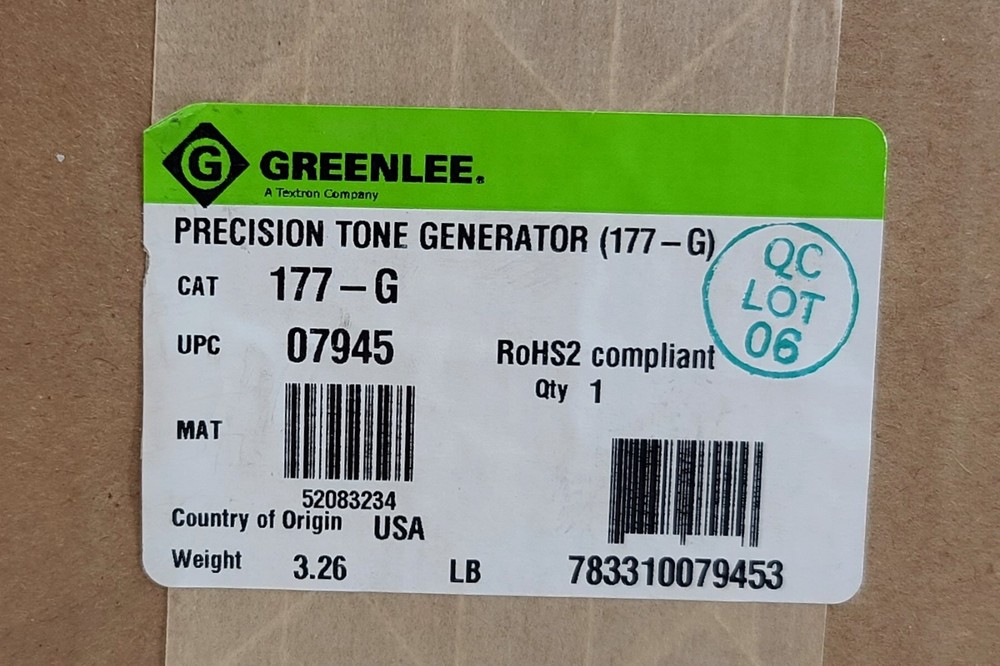 G GREENLEE.
A Textron Company
PRECISION TONE GENERATOR (177-G)
CAT 177-G
UPC 07945
RoHS2 compliant
Qty 1
QC
LOT
06
MAT
52083234
Country of Origin USA
Weight 3.26 LB
783310079453